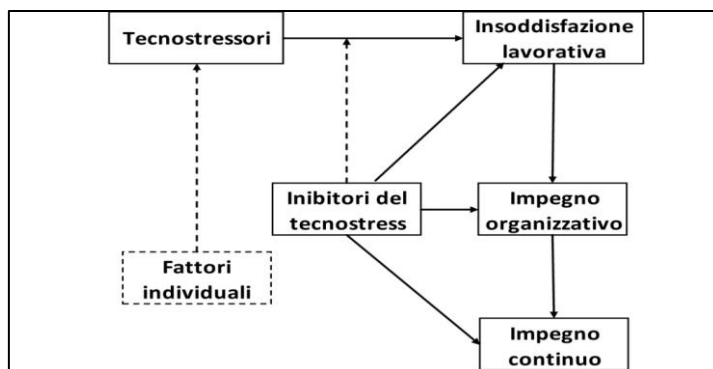 Tecnostressori
Insoddisfazione
lavorativa
Inibitori del
tecnostress
Impegno
organizzativo
Fattori
individuali
Impegno
continuo